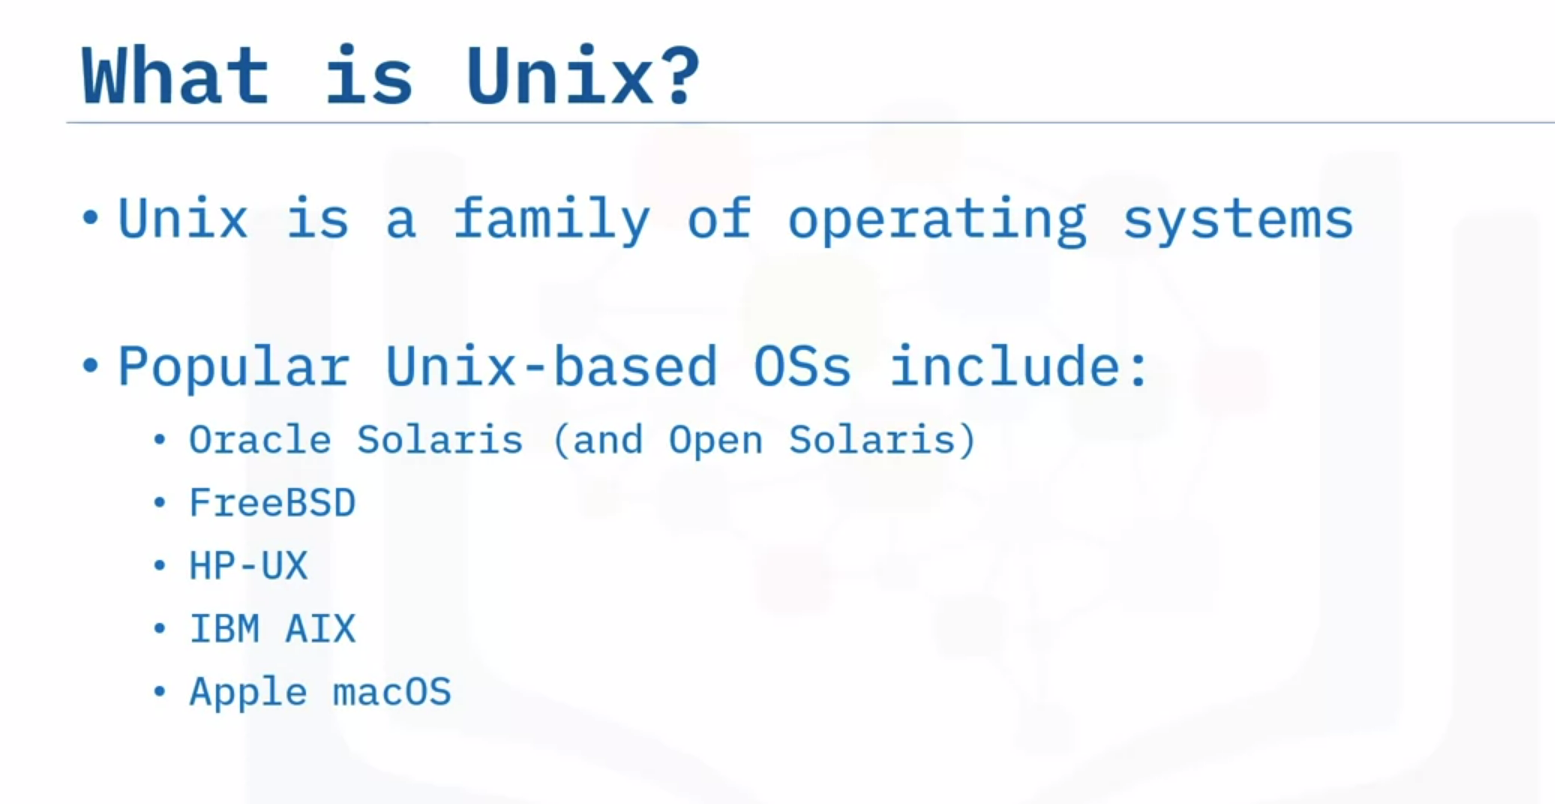 What is Unix?
• Unix is a family of operating systems
• Popular Unix-based OSs include:
• Oracle Solaris (and Open Solaris)
• FreeBSD
• HP-UX
• IBM AIX
• Apple macOS